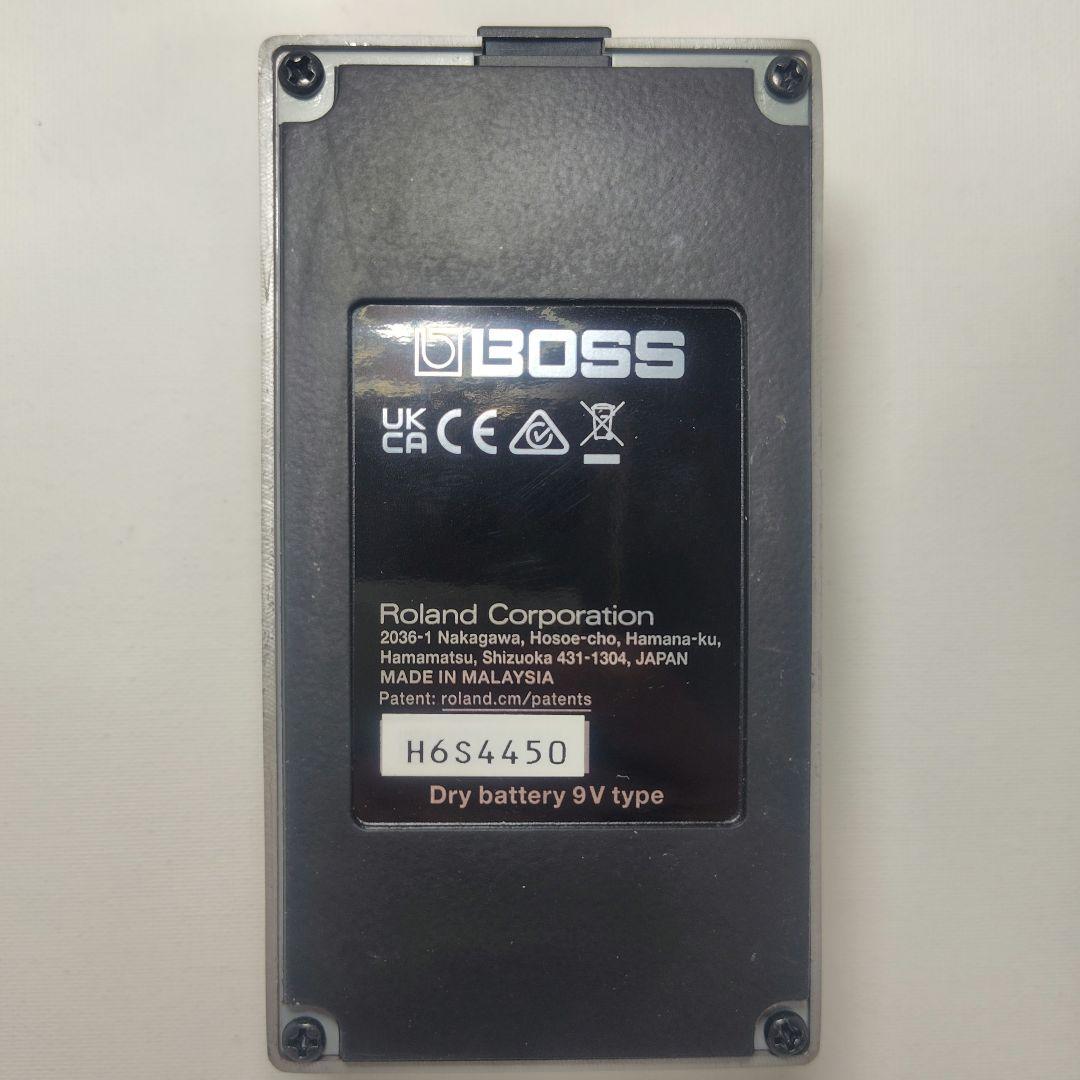 BOSS
UK
CA CE
Roland Corporation
2036-1 Nakagawa, Hosoe-cho, Hamana-ku,
Hamamatsu, Shizuoka 431-1304, JAPAN
MADE IN MALAYSIA
Patent: roland.cm/patents
H6S4450
Dry battery 9V type